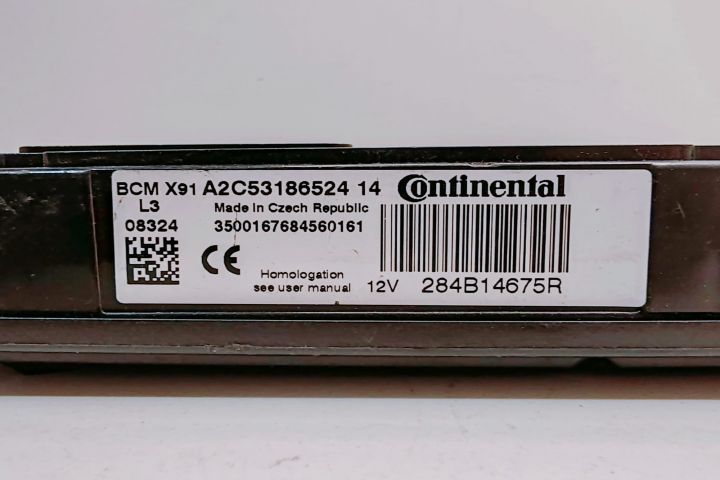 BCM X91 A2C53186524 14 Continental
L3 Made in Czech Republic
08324 3500167684560161
CE
Homologation
see user manual 12V 284B14675R